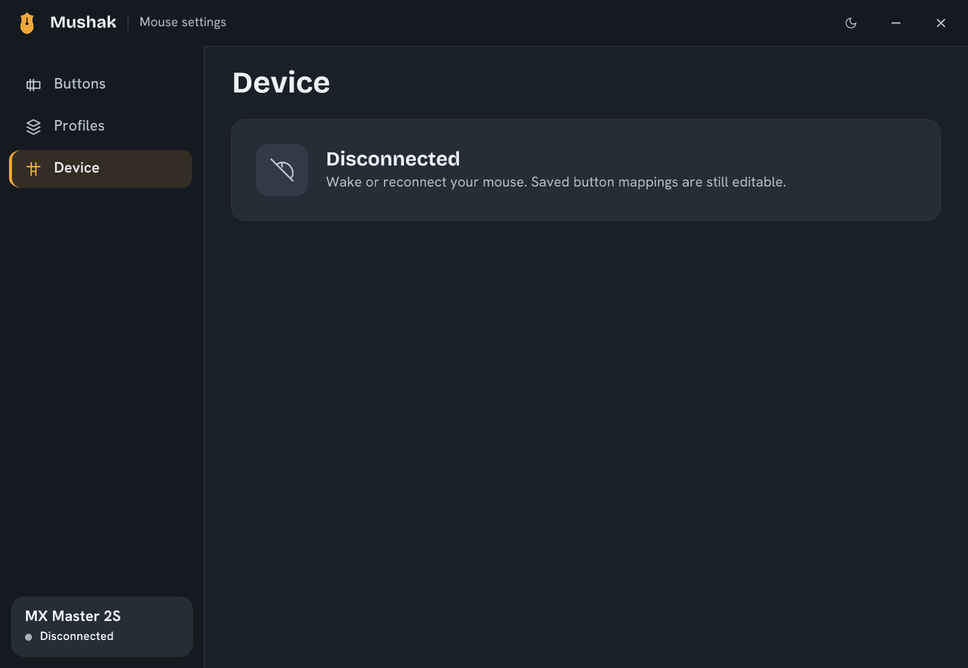 Mushak
Mouse settings
Buttons
Profiles
Device
Device
Disconnected
Wake or reconnect your mouse. Saved button mappings are still editable.
MX Master 2S
Disconnected